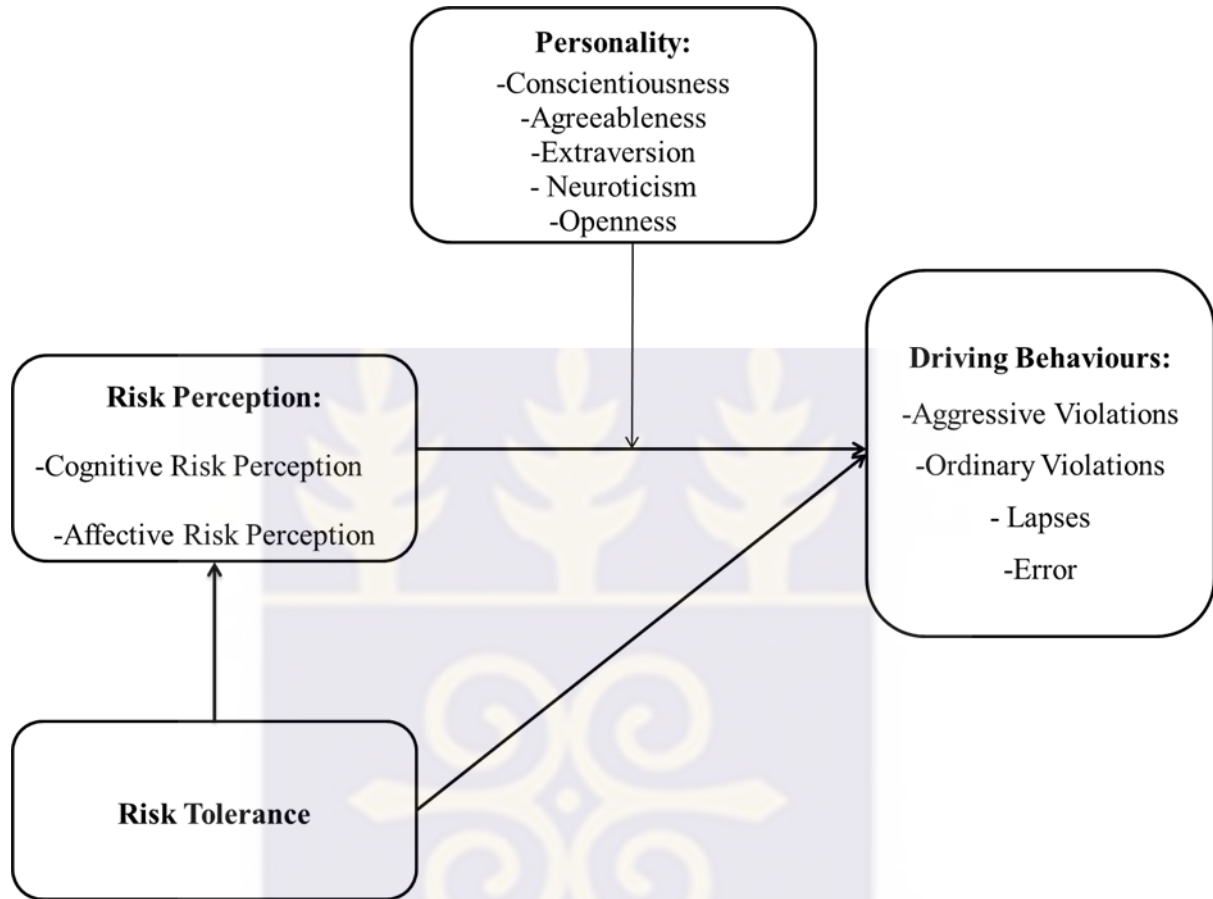 Personality:
-Conscientiousness
-Agreeableness
-Extraversion
- Neuroticism
-Openness
Risk Perception:
-Cognitive Risk Perception
-Affective Risk Perception
Driving Behaviours:
-Aggressive Violations
-Ordinary Violations
- Lapses
-Error
Risk Tolerance